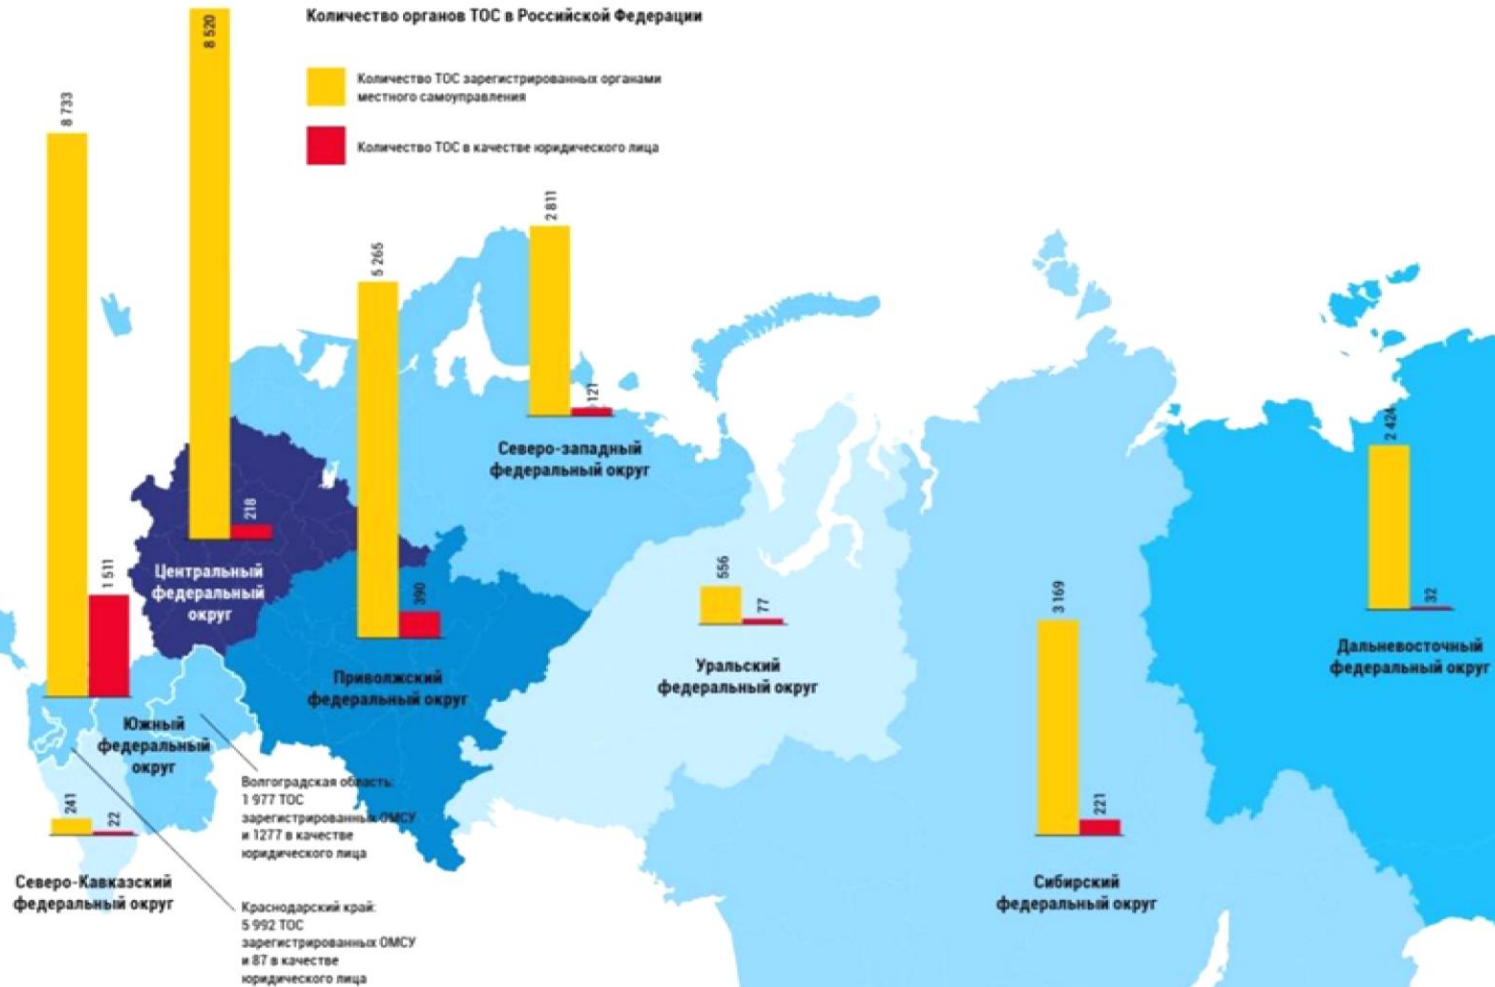 Количество органов ТОС в Российской Федерации
Количество ТОС зарегистрированных органами
местного самоуправления
Количество ТОС в качестве юридического лица
8 733
1 511
Южный
федеральный
округ
8 520
218
Центральный
федеральный
округ
5 265
390
Приволжский
федеральный округ
2 811
121
Северо-западный
федеральный округ
556
77
Уральский
федеральный округ
3 169
221
Сибирский
федеральный округ
2 424
32
Дальневосточный
федеральный округ
241
22
Северо-Кавказский
федеральный округ
Волгоградская область:
1 977 ТОС
зарегистрированных ОМСУ
и 1277 в качестве
юридического лица
Краснодарский край:
5 992 ТОС
зарегистрированных ОМСУ
и 87 в качестве
юридического лица